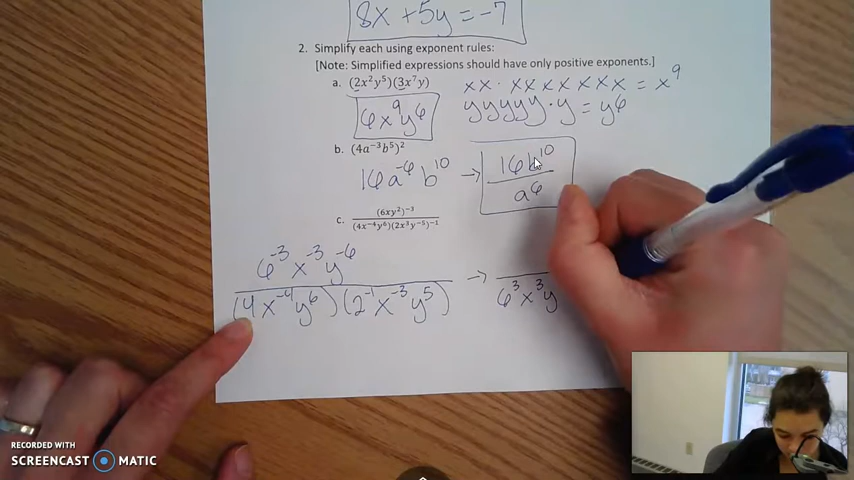 8x + 5y = -7
2. Simplify each using exponent rules:
[Note: Simplified expressions should have only positive exponents.]
a. (2x²y⁵)(3x⁷y)
xx · xxxxxxx = x⁹
6x⁹y⁶
yyyyy · y = y⁶
b. (4a⁻³b⁵)²
16a⁻⁶b¹⁰ → 16b¹⁰/a⁶
c. (6xy²)⁻³/(4x⁻⁴y⁶)(2x³y⁻⁵)⁻¹
6⁻³x⁻³y⁻⁶
(4x⁻⁴y⁶)(2⁻¹x⁻³y⁵) → 6³x³y
RECORDED WITH
SCREENCAST MATIC